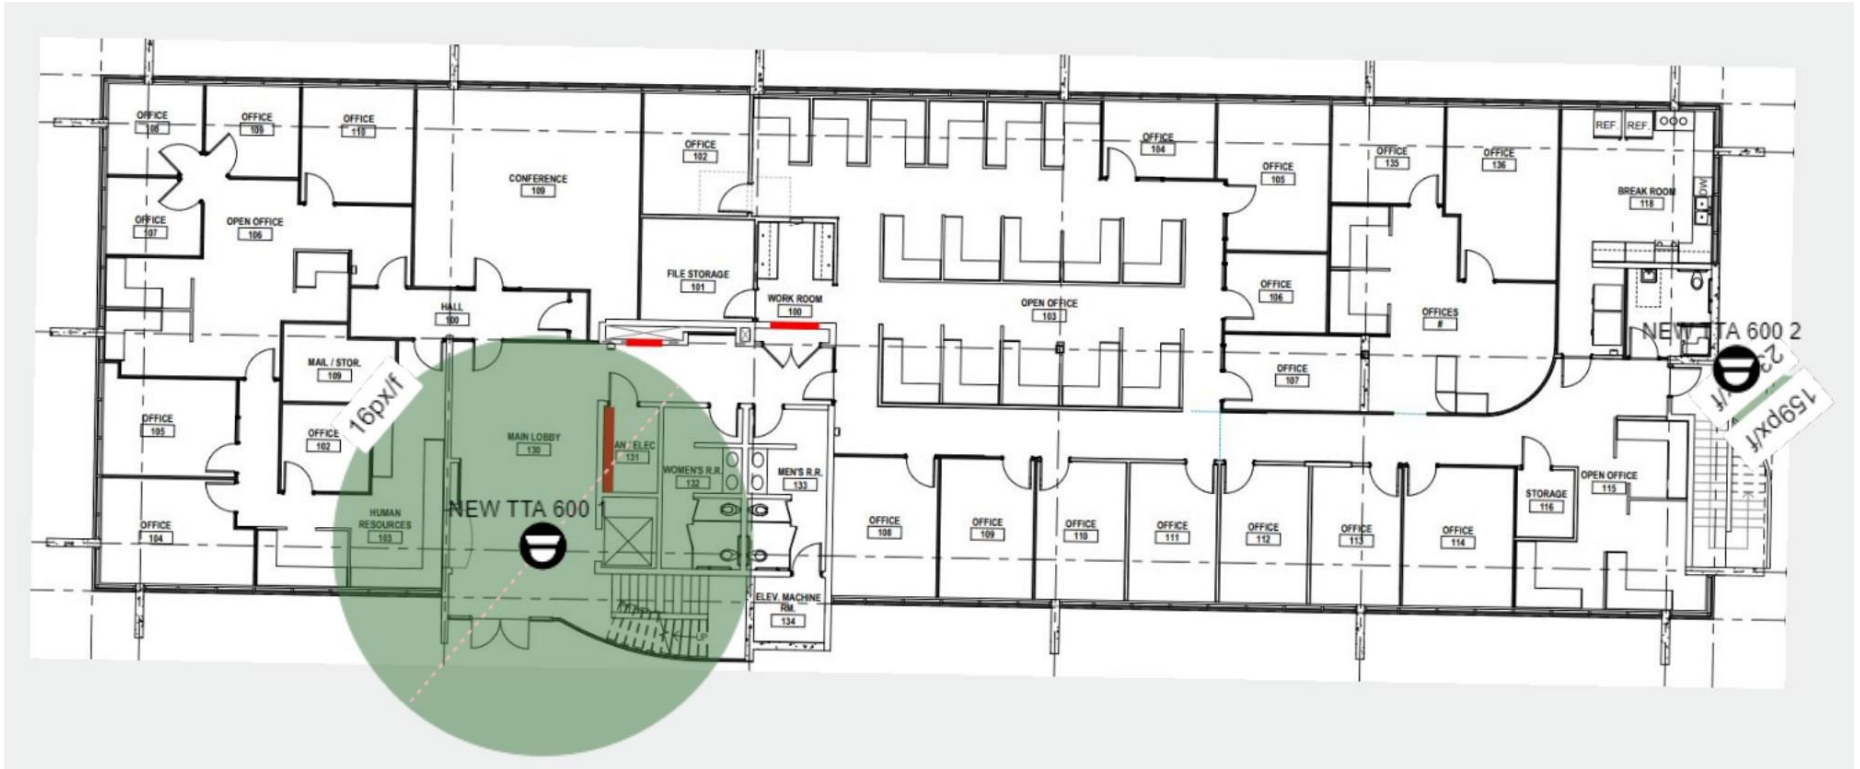 OFFICE
108
OFFICE
109
OFFICE
110
CONFERENCE
109
OFFICE
102
OFFICE
104
OFFICE
105
OFFICE
135
OFFICE
136
REF.
REF.
BREAK ROOM
118
OFFICE
107
OPEN OFFICE
106
FILE STORAGE
101
WORK ROOM
100
OPEN OFFICE
103
OFFICE
106
OFFICES
#
HALL
100
MAIL / STOR.
109
OFFICE
107
NEW TTA 600 2
159px/f
16px/f
OFFICE
105
OFFICE
102
MAIN LOBBY
130
ELEC
131
WOMEN'S R.R.
132
MEN'S R.R.
133
OFFICE
104
HUMAN
RESOURCES
103
NEW TTA 600 1
OFFICE
108
OFFICE
109
OFFICE
110
OFFICE
111
OFFICE
112
OFFICE
113
OFFICE
114
STORAGE
116
OPEN OFFICE
115
ELEV. MACHINE
RM.
134
UP